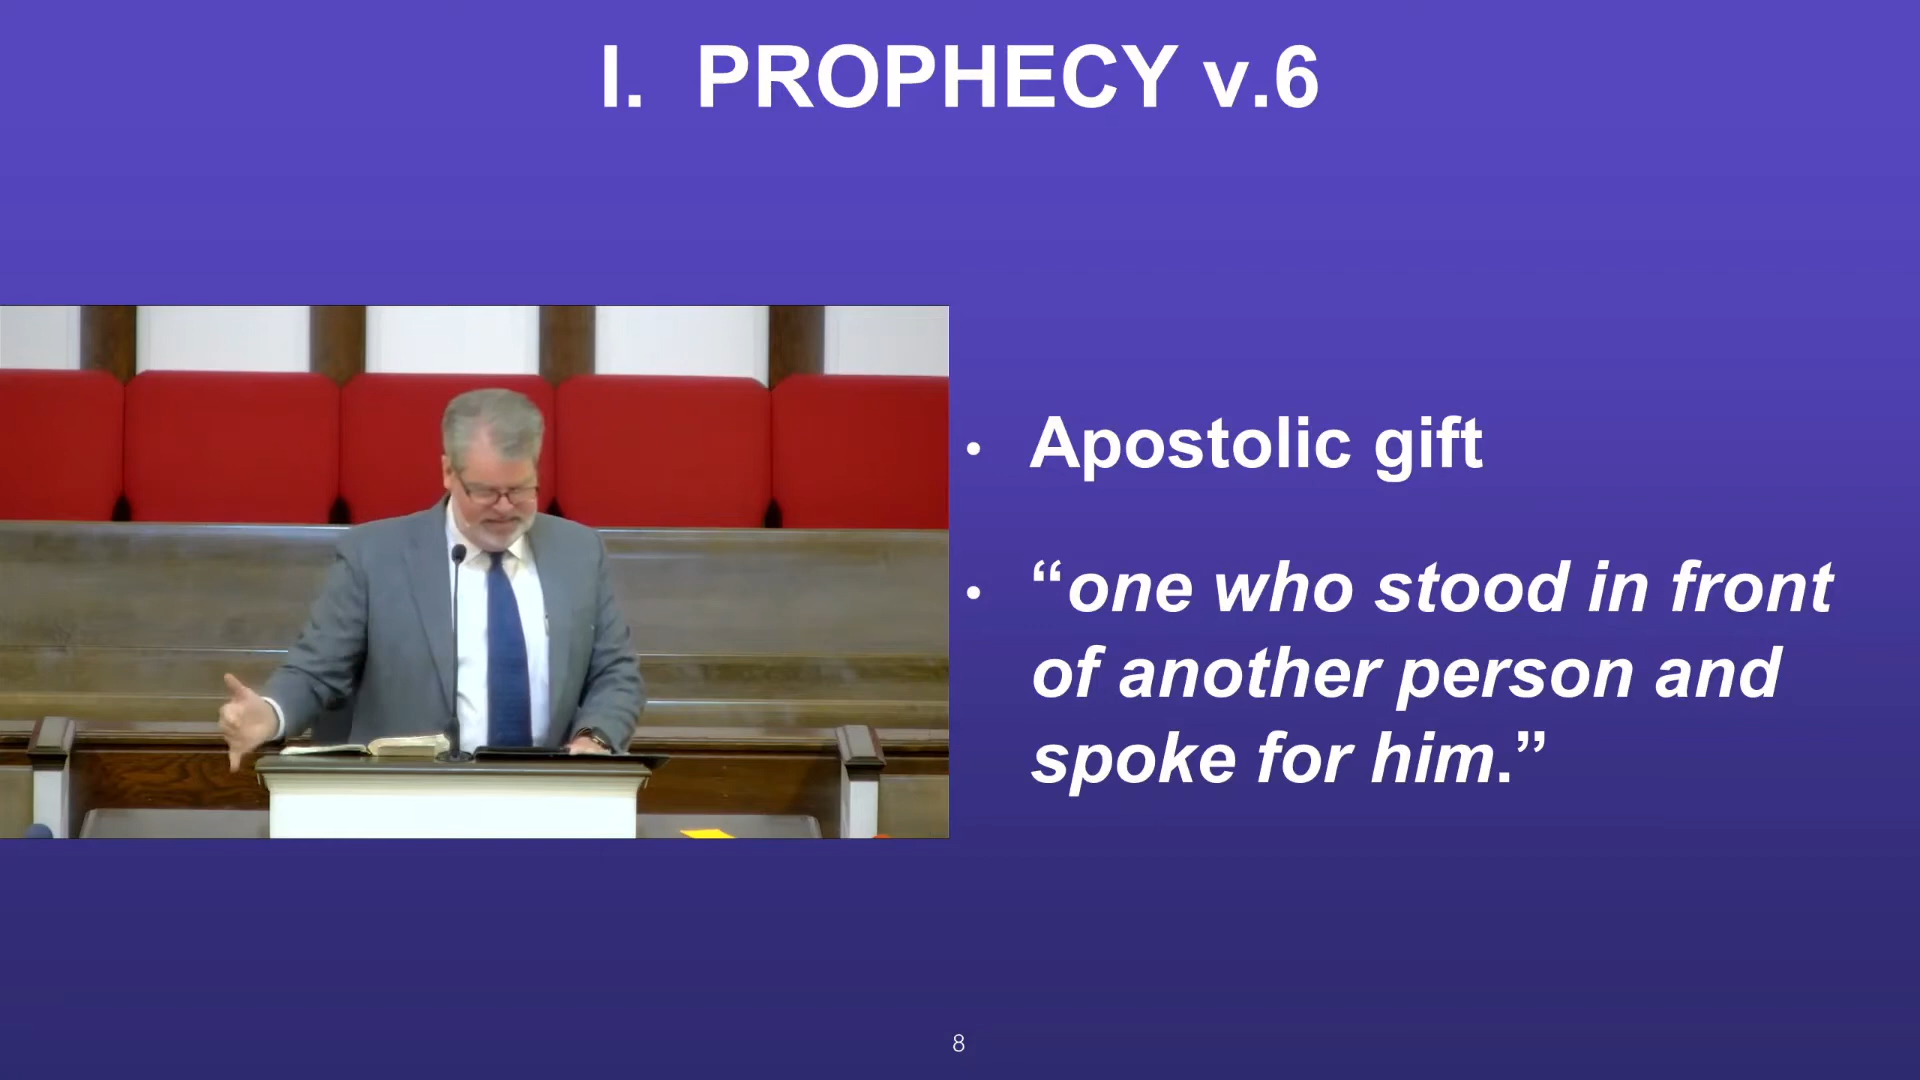 I. PROPHECY v.6
• Apostolic gift
• “one who stood in front
of another person and
spoke for him.”
8